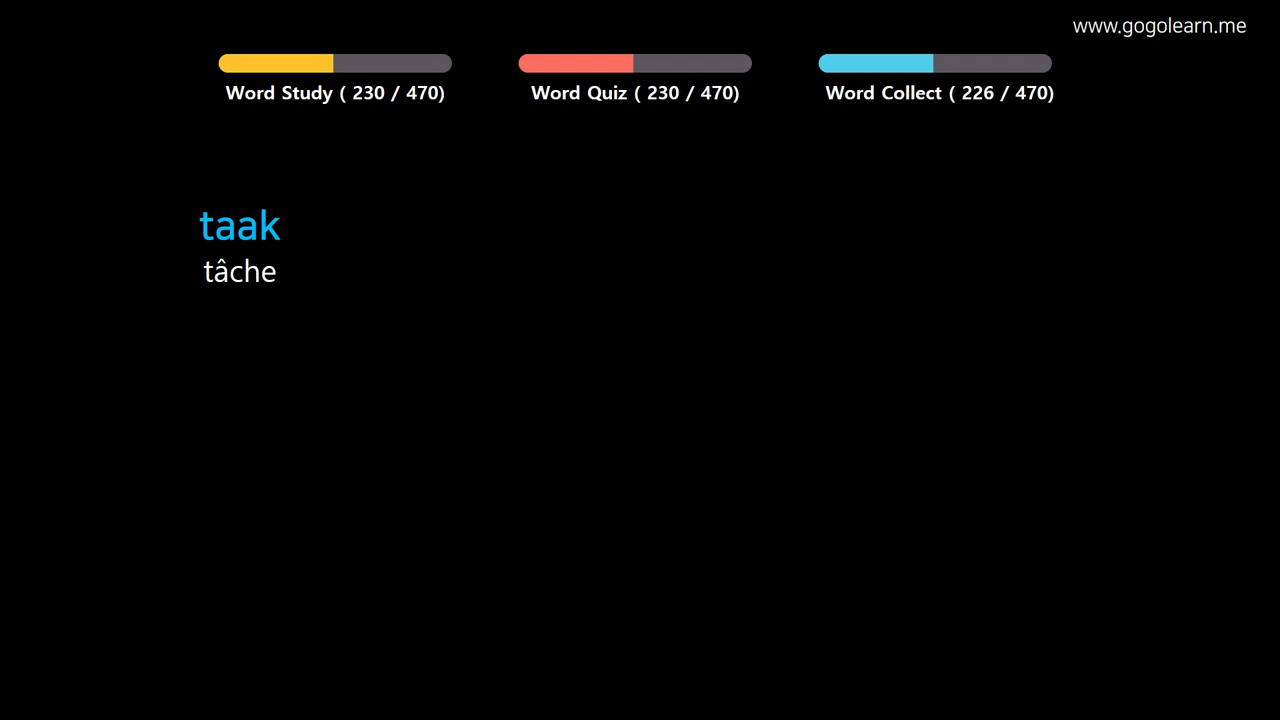 www.gogolearn.me
Word Study ( 230 / 470)
Word Quiz ( 230 / 470)
Word Collect ( 226 / 470)
taak
tâche